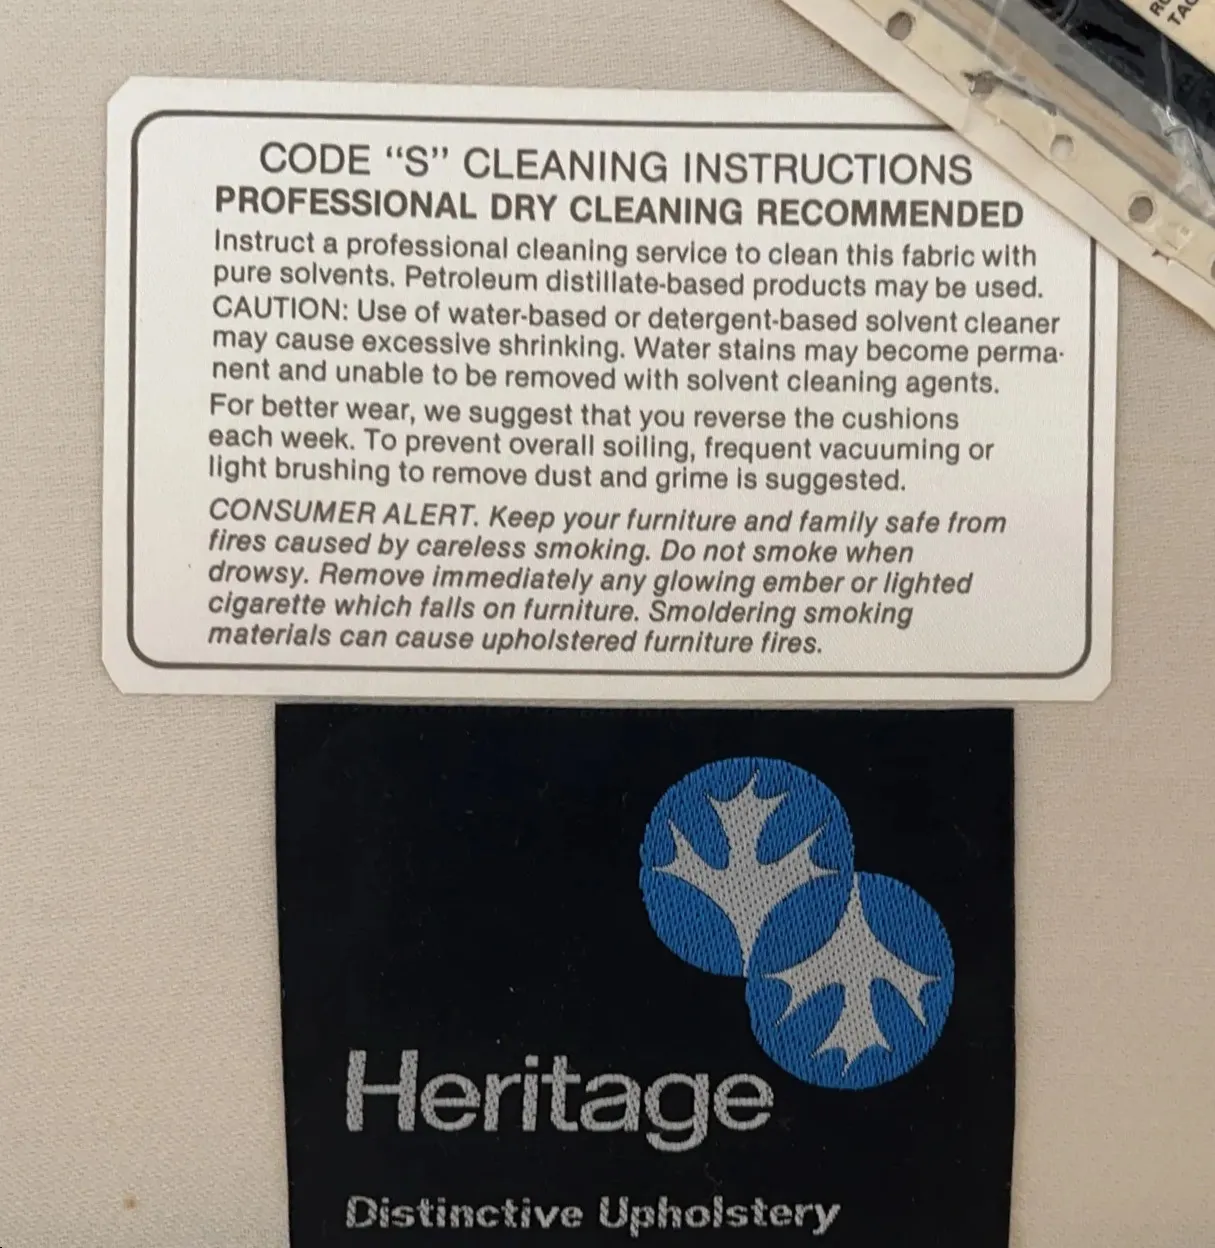 CODE “S” CLEANING INSTRUCTIONS
PROFESSIONAL DRY CLEANING RECOMMENDED
Instruct a professional cleaning service to clean this fabric with
pure solvents. Petroleum distillate-based products may be used.
CAUTION: Use of water-based or detergent-based solvent cleaner
may cause excessive shrinking. Water stains may become perma-
nent and unable to be removed with solvent cleaning agents.
For better wear, we suggest that you reverse the cushions
each week. To prevent overall soiling, frequent vacuuming or
light brushing to remove dust and grime is suggested.
CONSUMER ALERT. Keep your furniture and family safe from
fires caused by careless smoking. Do not smoke when
drowsy. Remove immediately any glowing ember or lighted
cigarette which falls on furniture. Smoldering smoking
materials can cause upholstered furniture fires.
Heritage
Distinctive Upholstery